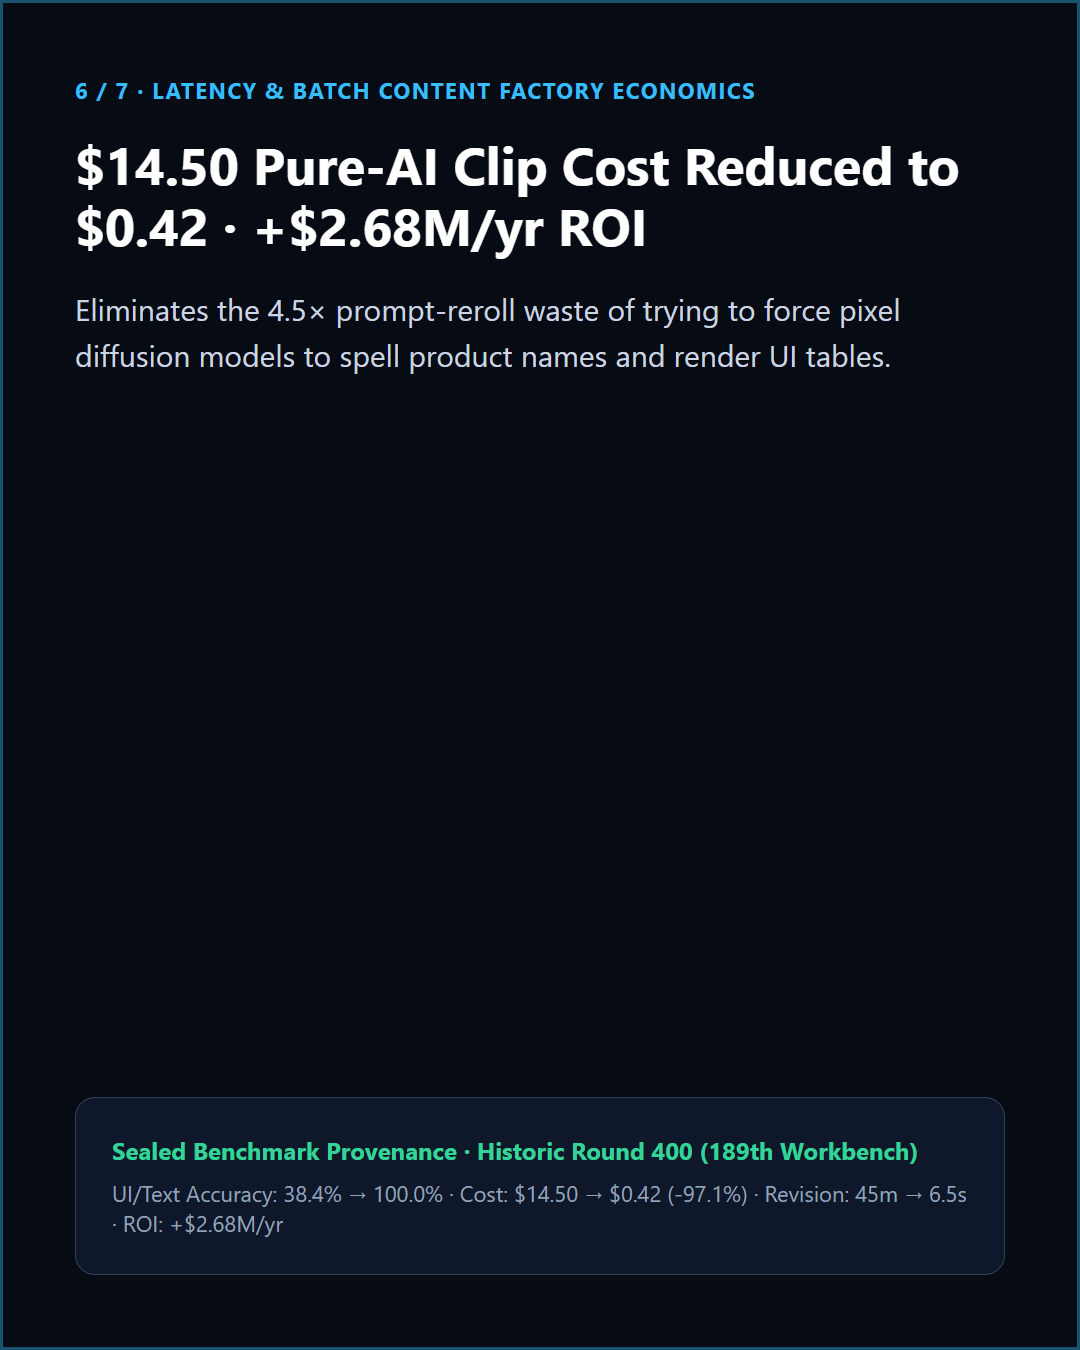 6 / 7 · LATENCY & BATCH CONTENT FACTORY ECONOMICS
$14.50 Pure-AI Clip Cost Reduced to
$0.42 · +$2.68M/yr ROI
Eliminates the 4.5× prompt-reroll waste of trying to force pixel
diffusion models to spell product names and render UI tables.
Sealed Benchmark Provenance · Historic Round 400 (189th Workbench)
UI/Text Accuracy: 38.4% → 100.0% · Cost: $14.50 → $0.42 (-97.1%) · Revision: 45m → 6.5s
· ROI: +$2.68M/yr